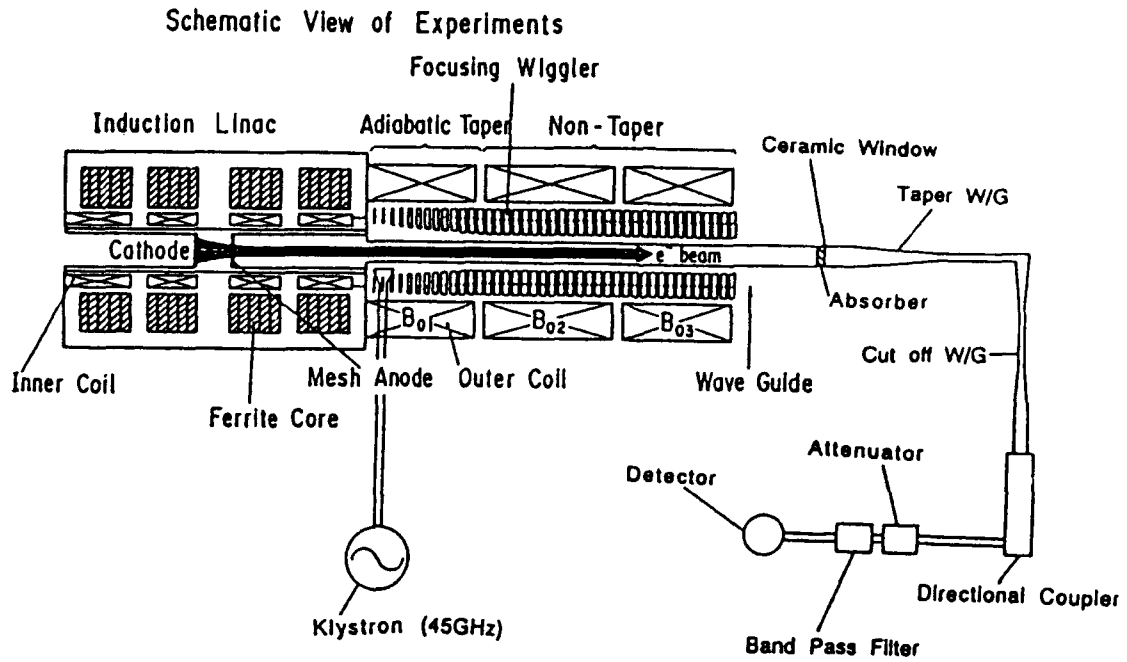 Schematic View of Experiments
Focusing Wiggler
Induction Linac
Adiabatic Taper
Non-Taper
Ceramic Window
Taper W/G
Cathode
e⁻ beam
Absorber
B01
B02
B03
Cut off W/G
Inner Coil
Mesh Anode
Outer Coil
Wave Guide
Ferrite Core
Attenuator
Detector
Directional Coupler
Klystron (45GHz)
Band Pass Filter